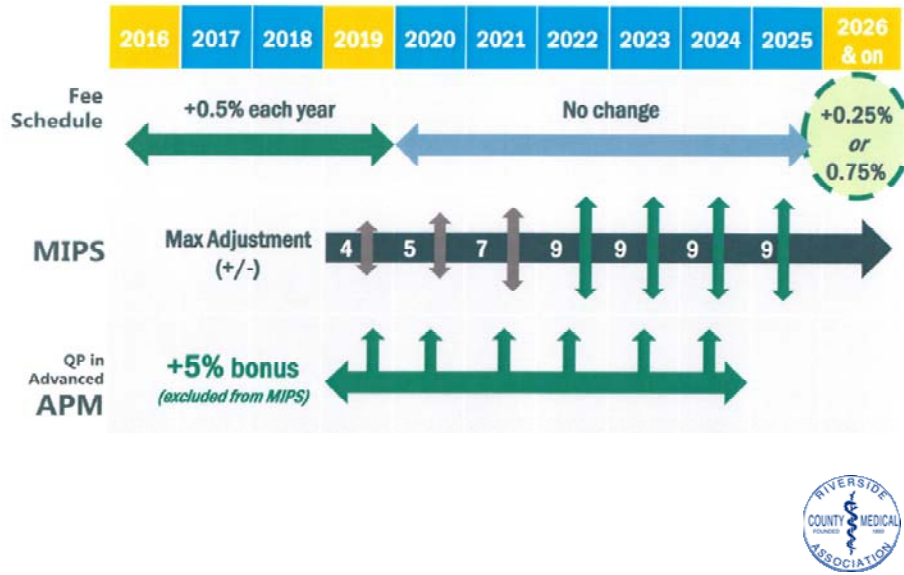 2016 2017 2018 2019 2020 2021 2022 2023 2024 2025 2026
& on
Fee
Schedule
+0.5% each year
No change
+0.25%
or
0.75%
MIPS
Max Adjustment
(+/-)
4 5 7 9 9 9 9
QP in
Advanced
APM
+5% bonus
(excluded from MIPS)
RIVERSIDE
COUNTY MEDICAL
FOUNDED
ASSOCIATION